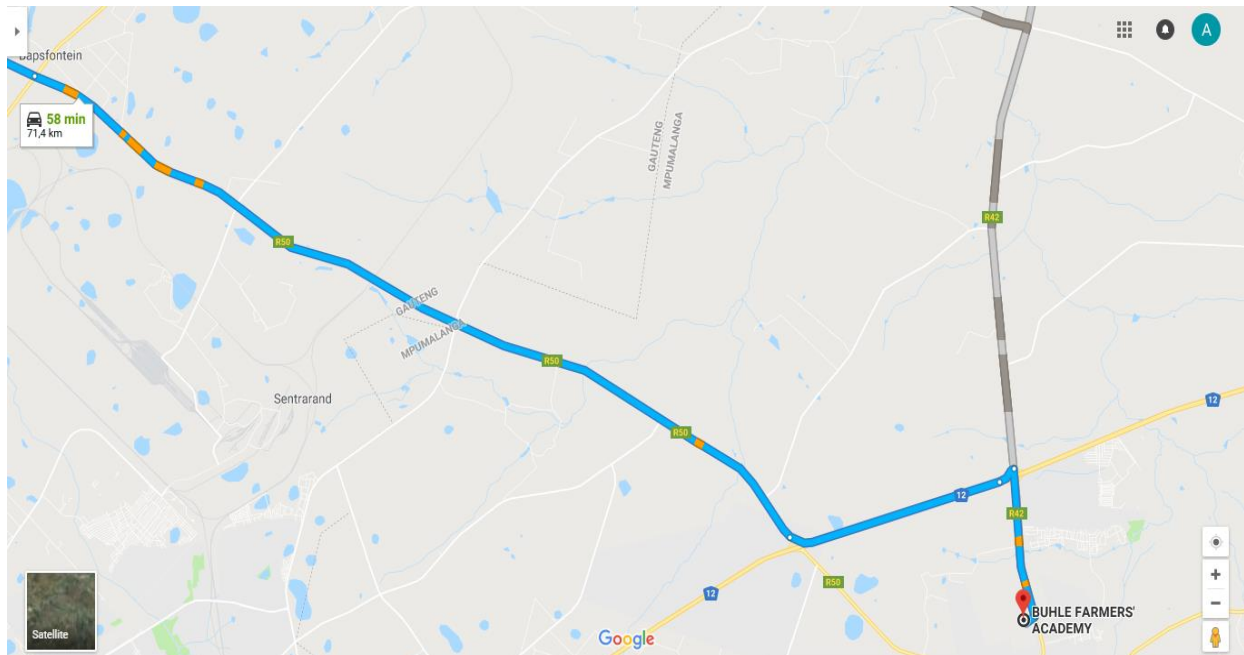 Bapsfontein
A
58 min
71,4 km
GAUTENG
MPUMALANGA
R42
R50
GAUTENG
MPUMALANGA
R50
Sentrarand
12
R50
12
R42
R50
12
Satellite
Google
BUHLE FARMERS'
ACADEMY
+
−